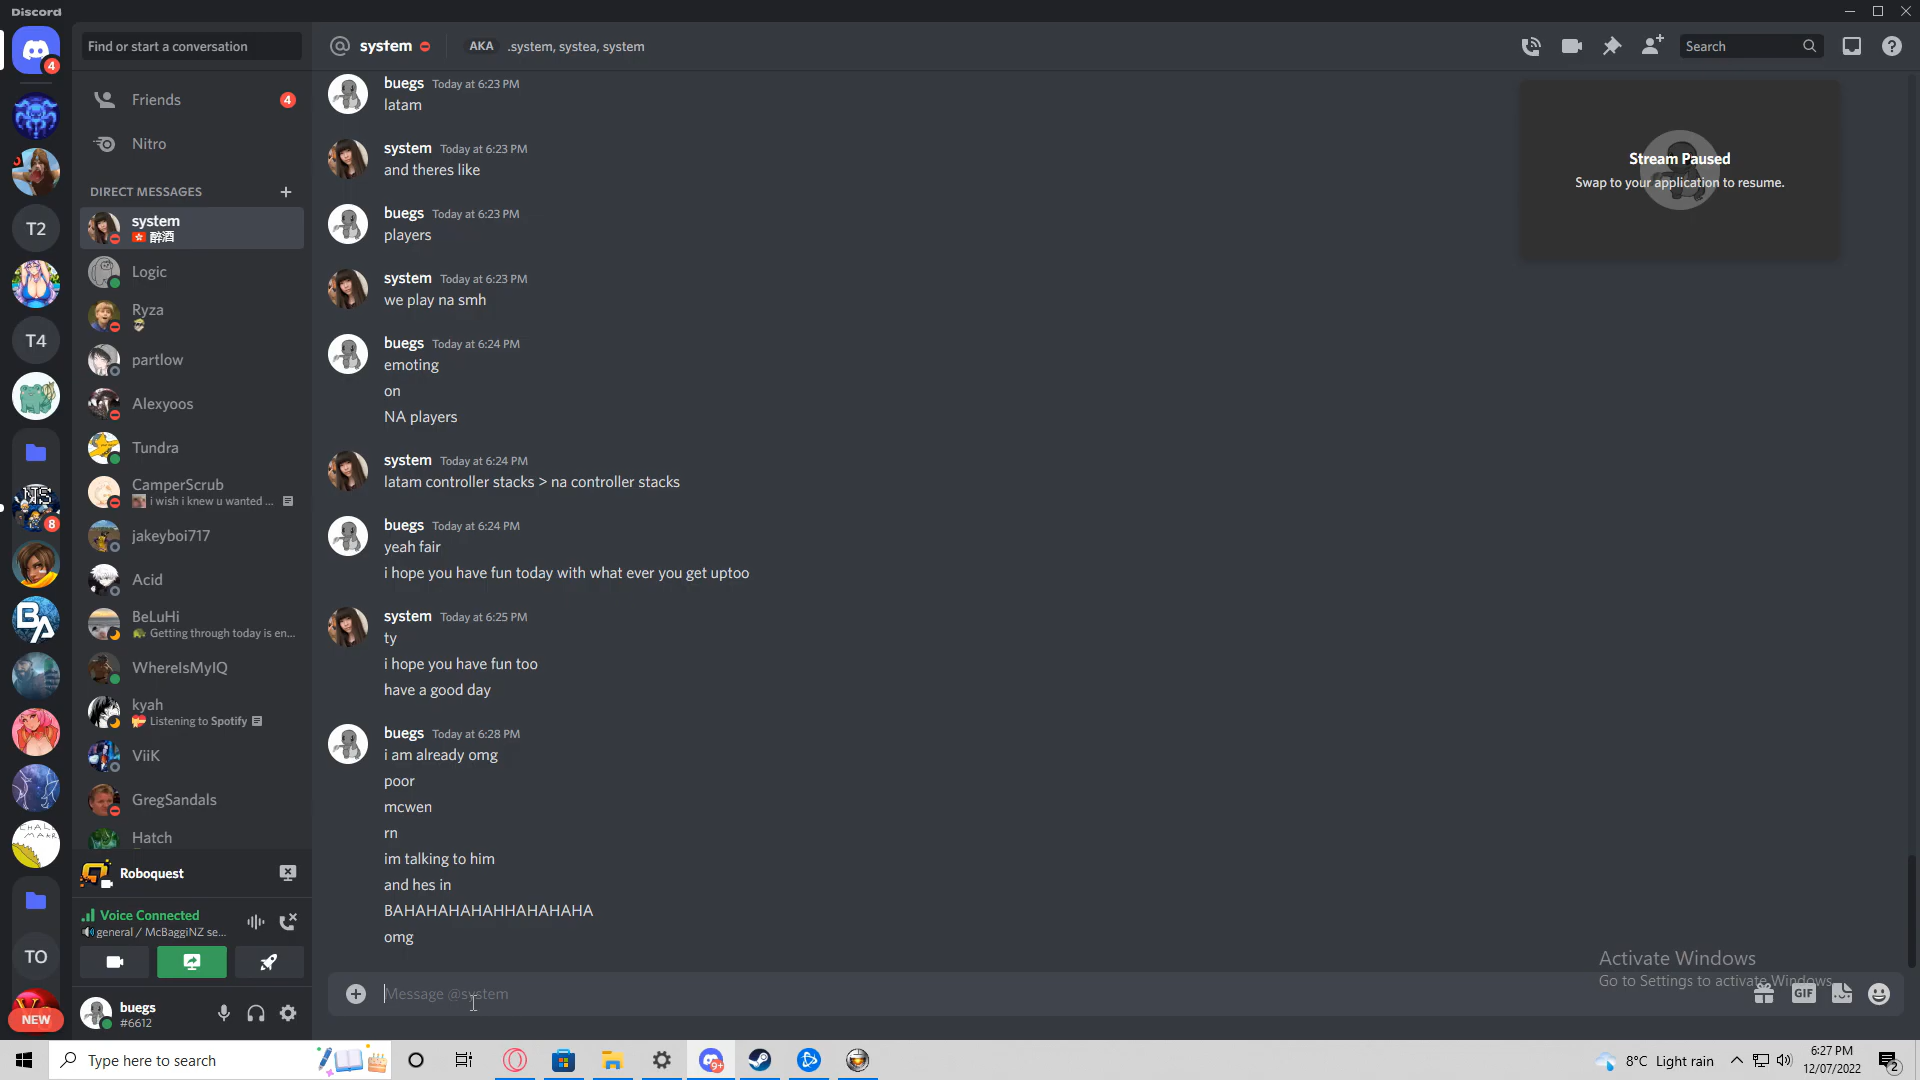 Discord
Find or start a conversation
Friends
4
Nitro
DIRECT MESSAGES
system
醉酒
Logic
Ryza
partlow
Alexyoos
Tundra
CamperScrub
i wish i knew u wanted ...
jakeyboi717
Acid
BeLuHi
Getting through today is en...
WhereIsMyIQ
kyah
Listening to Spotify
ViiK
GregSandals
Hatch
Roboquest
Voice Connected
general / McBaggiNZ se...
buegs
#6612
4
T2
T4
NS
8
BA
TO
NEW
system
AKA
.system, systea, system
Search
buegs Today at 6:23 PM
latam
system Today at 6:23 PM
and theres like
buegs Today at 6:23 PM
players
system Today at 6:23 PM
we play na smh
buegs Today at 6:24 PM
emoting
on
NA players
system Today at 6:24 PM
latam controller stacks > na controller stacks
buegs Today at 6:24 PM
yeah fair
i hope you have fun today with what ever you get uptoo
system Today at 6:25 PM
ty
i hope you have fun too
have a good day
buegs Today at 6:28 PM
i am already omg
poor
mcwen
rn
im talking to him
and hes in
BAHAHAHAHAHHAHAHAHA
omg
Message @system
GIF
Stream Paused
Swap to your application to resume.
Activate Windows
Go to Settings to activate Windows.
Type here to search
9+
8°C Light rain
6:27 PM
12/07/2022
2